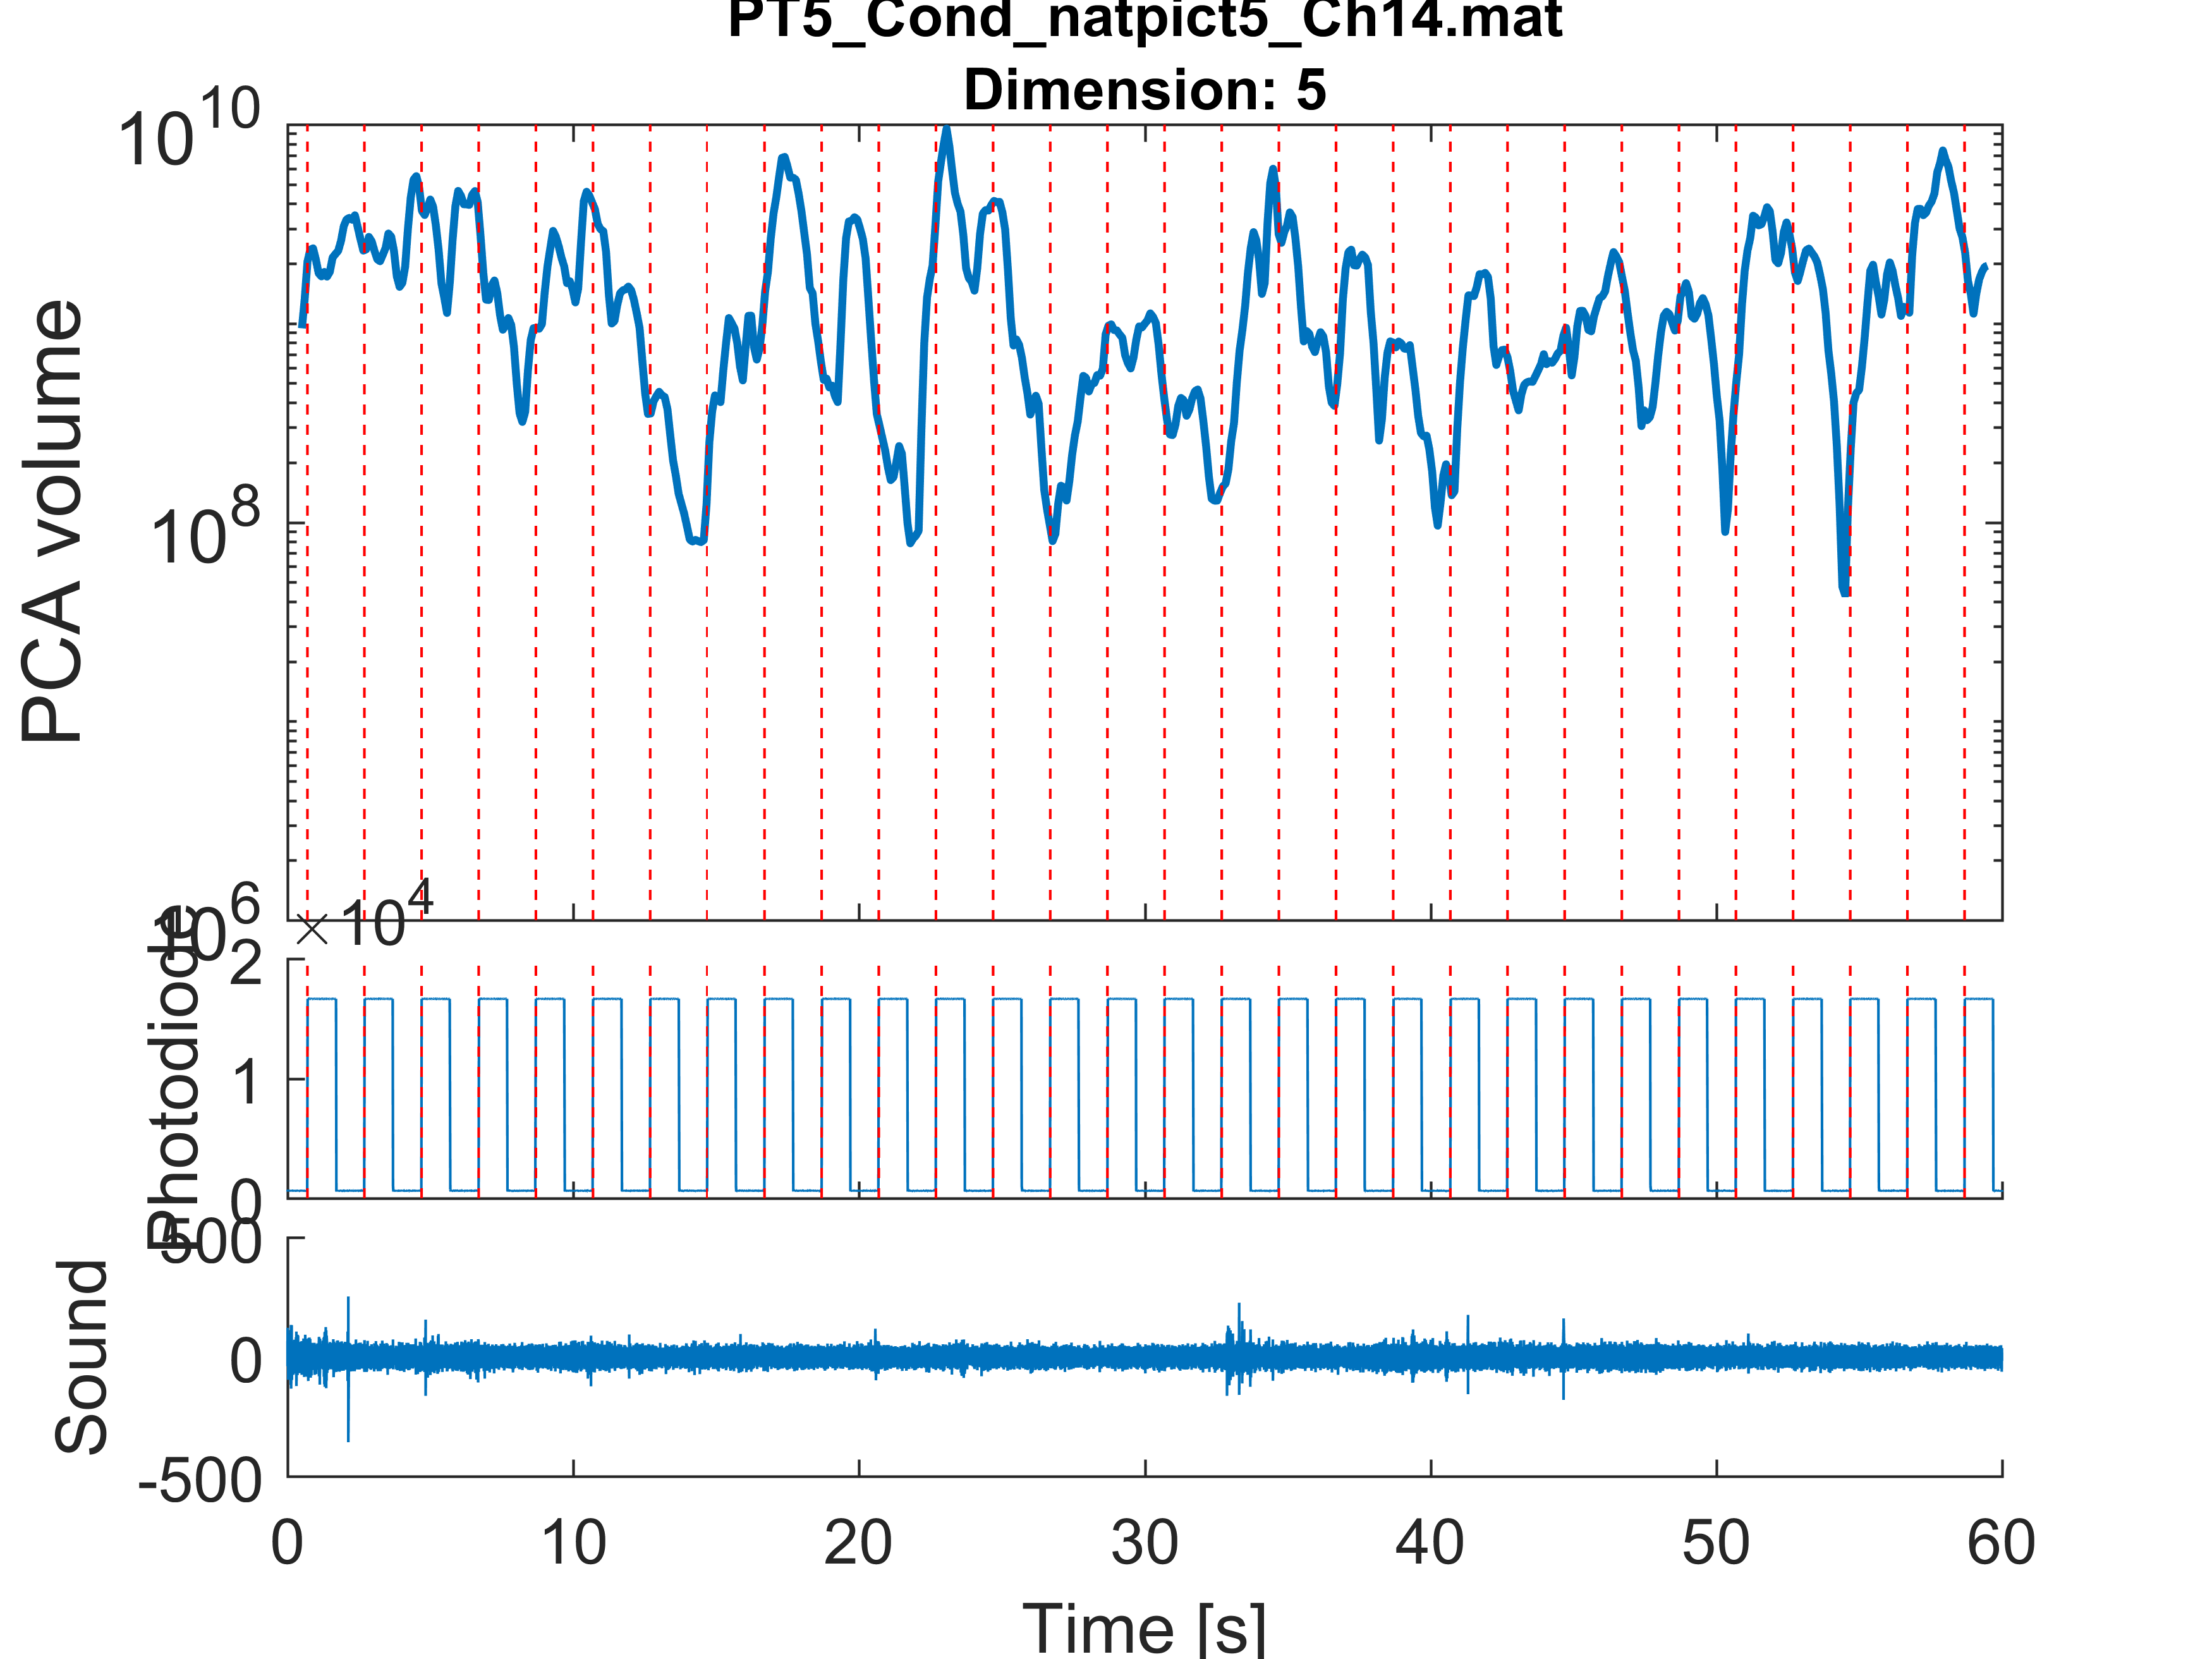 PT5_Cond_natpict5_Ch14.mat
Dimension: 5
10^10
10^8
10^6
PCA volume
× 10^4
2
1
0
Photodiode
500
0
-500
Sound
0 10 20 30 40 50 60
Time [s]